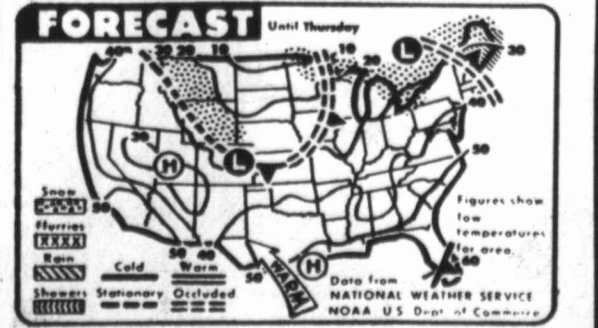 FORECAST Until Thursday
40 30 20 10 10 20 L 30
40
30
H L
50
Snow
50
Flurries
Figures show
low
temperatures
for area.
Rain
50 40
Cold Warm
50
WARM
H
60
Showers Stationary Occluded
Data from
NATIONAL WEATHER SERVICE
NOAA US Dept of Commerce